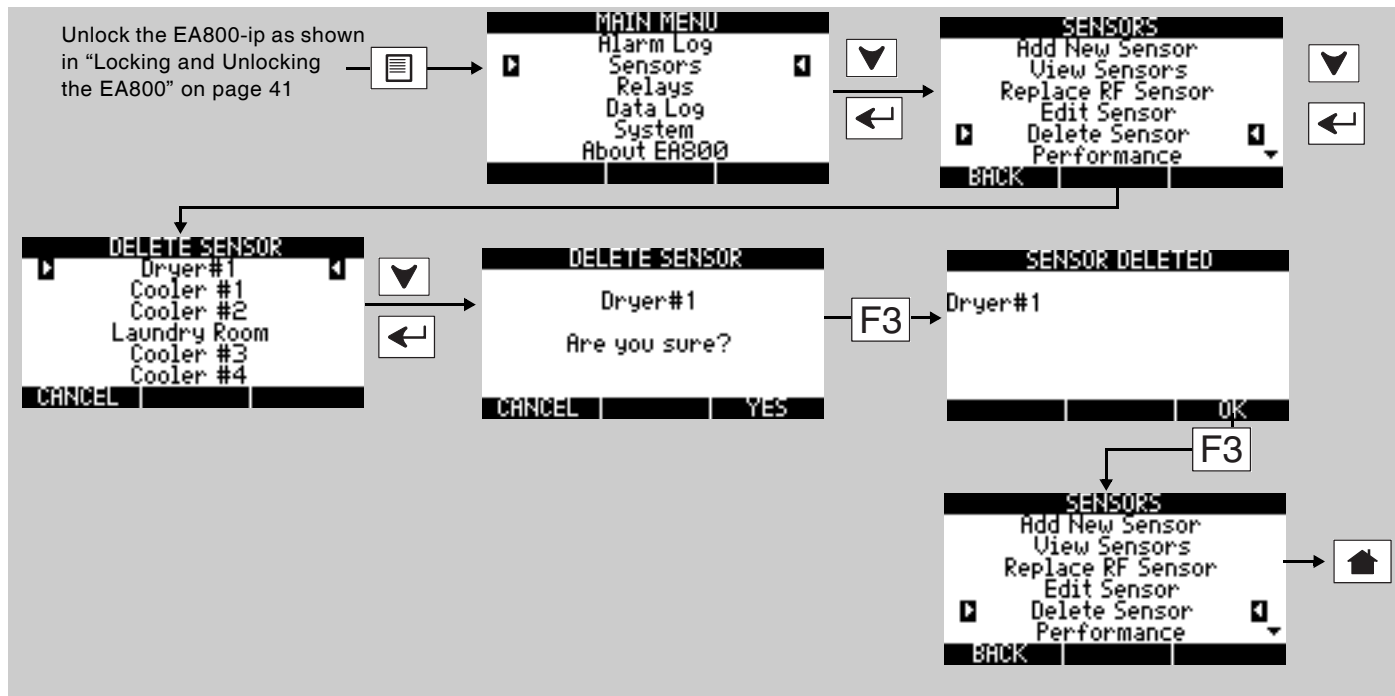 Unlock the EA800-ip as shown
in “Locking and Unlocking
the EA800” on page 41
MAIN MENU
Alarm Log
Sensors
Relays
Data Log
System
About EA800
SENSORS
Add New Sensor
View Sensors
Replace RF Sensor
Edit Sensor
Delete Sensor
Performance
BACK
DELETE SENSOR
Dryer#1
Cooler #1
Cooler #2
Laundry Room
Cooler #3
Cooler #4
CANCEL
DELETE SENSOR
Dryer#1
Are you sure?
CANCEL YES
F3
SENSOR DELETED
Dryer#1
OK
F3
SENSORS
Add New Sensor
View Sensors
Replace RF Sensor
Edit Sensor
Delete Sensor
Performance
BACK